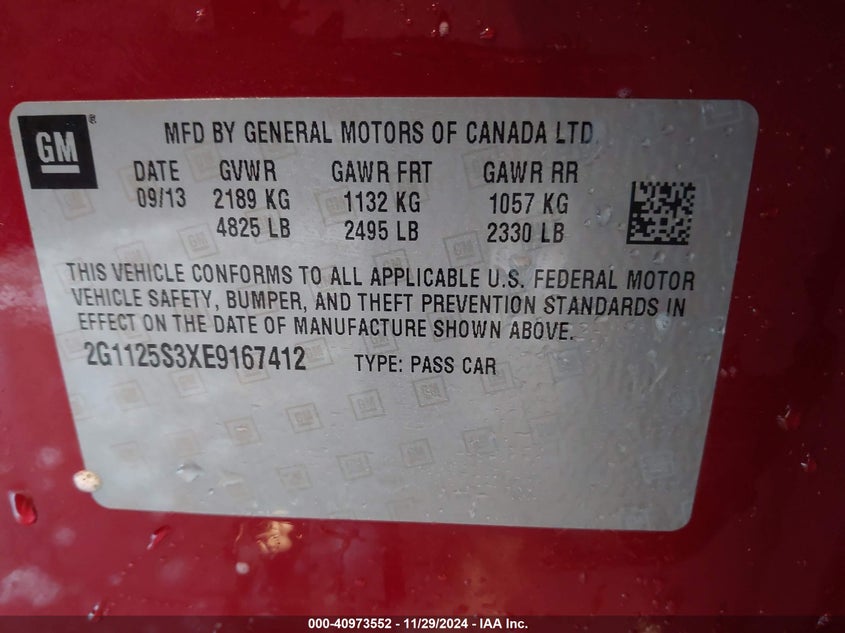 GM®
MFD BY GENERAL MOTORS OF CANADA LTD
DATE GVWR GAWR FRT GAWR RR
09/13 2189 KG 1132 KG 1057 KG
4825 LB 2495 LB 2330 LB
THIS VEHICLE CONFORMS TO ALL APPLICABLE U.S. FEDERAL MOTOR
VEHICLE SAFETY, BUMPER, AND THEFT PREVENTION STANDARDS IN
EFFECT ON THE DATE OF MANUFACTURE SHOWN ABOVE.
2G1125S3XE9167412 TYPE: PASS CAR
000-40973552 - 11/29/2024 - IAA Inc.